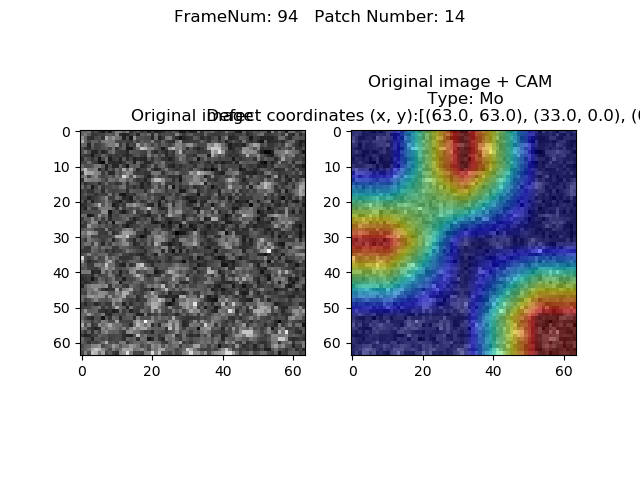 FrameNum: 94   Patch Number: 14
Original image + CAM
Type: Mo
Original image
Defect coordinates (x, y):[(63.0, 63.0), (33.0, 0.0), (
0
10
20
30
40
50
60
0 20 40 60
0
10
20
30
40
50
60
0 20 40 60